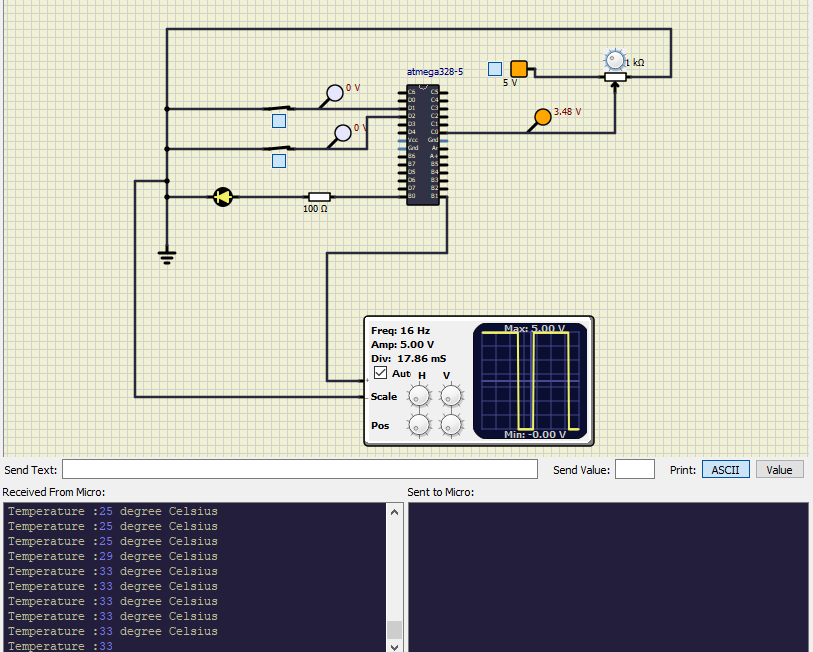 1 kΩ
atmega328-5
5 V
0 V
3.48 V
0 V
C6 C5
D0 C4
D1 C3
D2 C2
D3 C1
D4 C0
Vcc Gnd
Gnd Ar
B6 A+
B7 B5
D5 B4
D6 B3
D7 B2
B0 B1
100 Ω
Freq: 16 Hz
Amp: 5.00 V
Div: 17.86 mS
Auto H V
Scale
Pos
Max: 5.00 V
Min: -0.00 V
Send Text: Send Value: Print: ASCII Value
Received From Micro: Sent to Micro:
Temperature :25 degree Celsius
Temperature :25 degree Celsius
Temperature :25 degree Celsius
Temperature :29 degree Celsius
Temperature :33 degree Celsius
Temperature :33 degree Celsius
Temperature :33 degree Celsius
Temperature :33 degree Celsius
Temperature :33 degree Celsius
Temperature :33